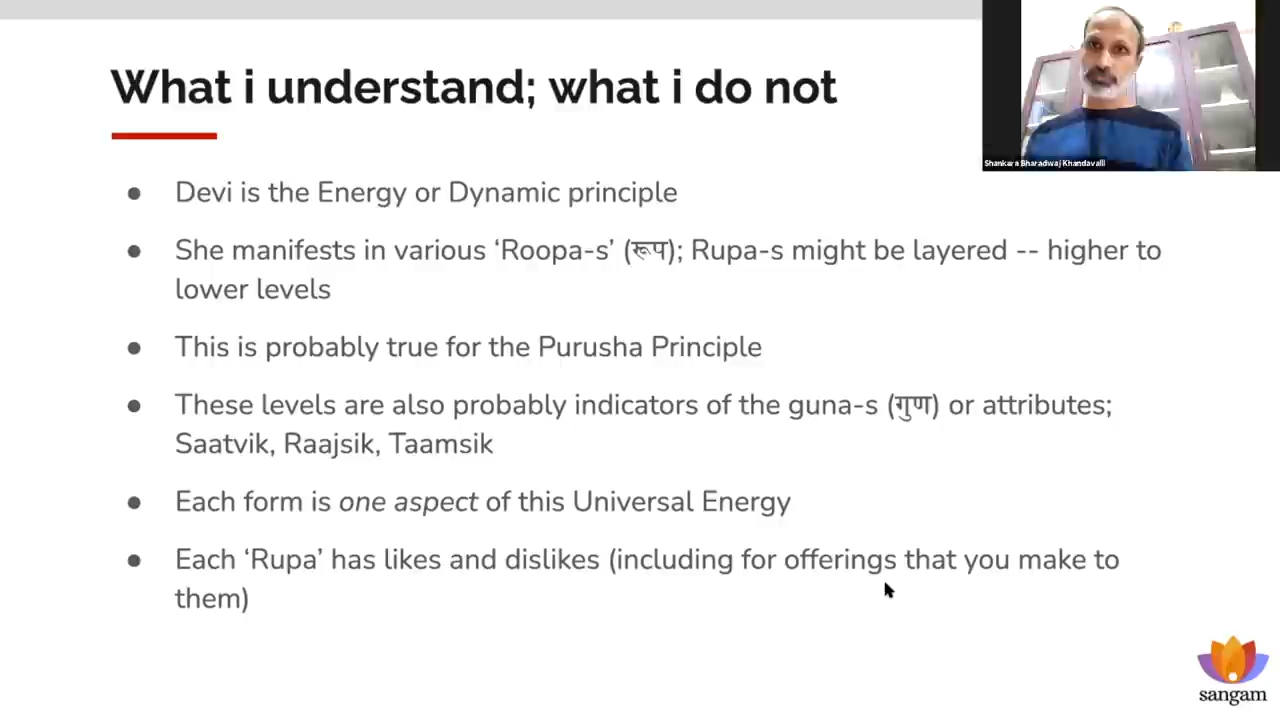 What i understand; what i do not
Shankara Bharadwaj Khandavalli
● Devi is the Energy or Dynamic principle
● She manifests in various ‘Roopa-s’ (रूप); Rupa-s might be layered -- higher to
lower levels
● This is probably true for the Purusha Principle
● These levels are also probably indicators of the guna-s (गुण) or attributes;
Saatvik, Raajsik, Taamsik
● Each form is one aspect of this Universal Energy
● Each ‘Rupa’ has likes and dislikes (including for offerings that you make to
them)
sangam